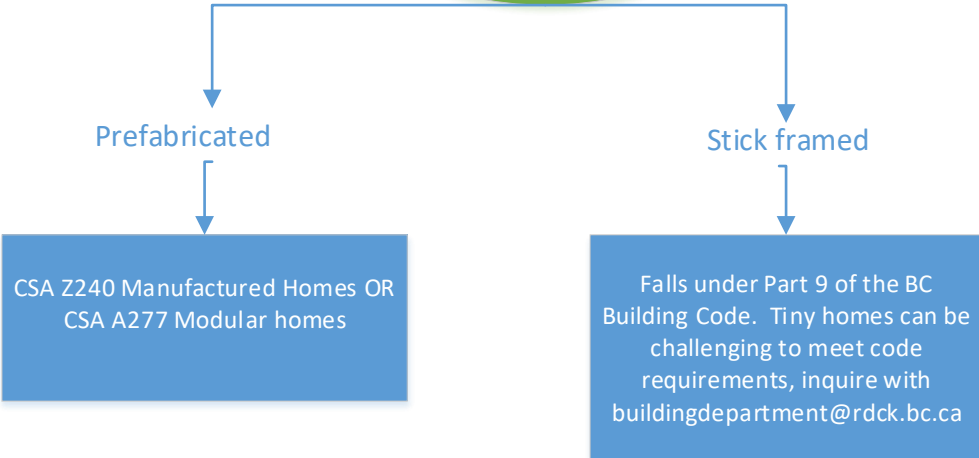 Prefabricated
Stick framed
CSA Z240 Manufactured Homes OR
CSA A277 Modular homes
Falls under Part 9 of the BC
Building Code. Tiny homes can be
challenging to meet code
requirements, inquire with
buildingdepartment@rdck.bc.ca